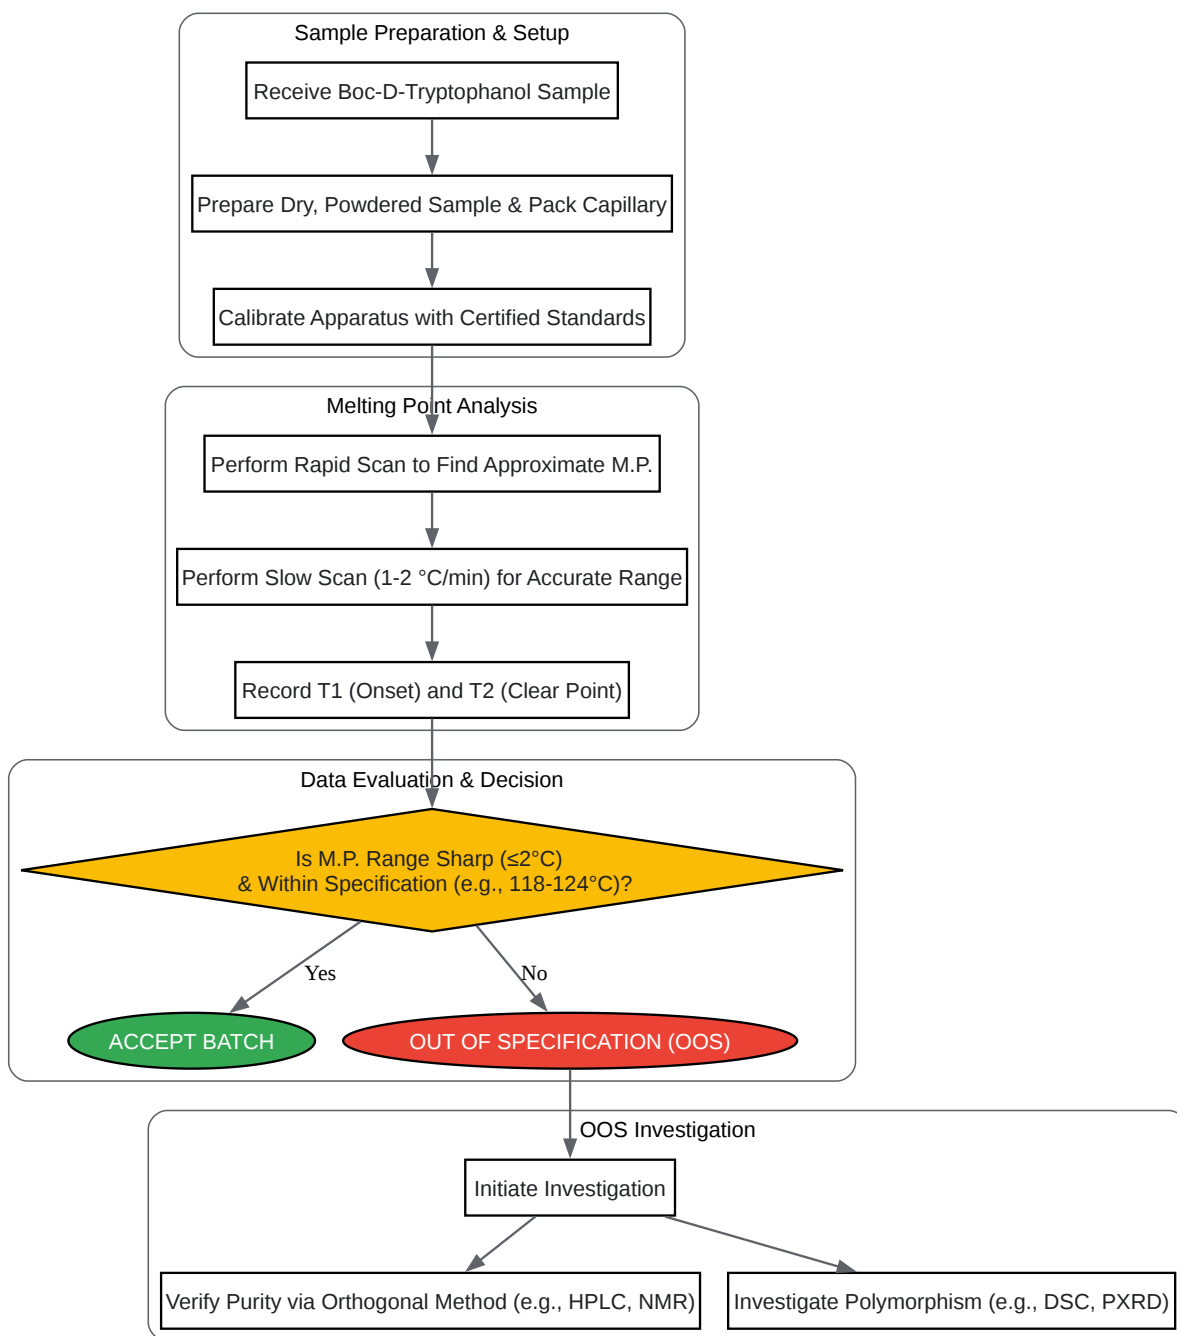 Sample Preparation & Setup
Receive Boc-D-Tryptophanol Sample
Prepare Dry, Powdered Sample & Pack Capillary
Calibrate Apparatus with Certified Standards
Melting Point Analysis
Perform Rapid Scan to Find Approximate M.P.
Perform Slow Scan (1-2 °C/min) for Accurate Range
Record T1 (Onset) and T2 (Clear Point)
Data Evaluation & Decision
Is M.P. Range Sharp (≤2°C)
& Within Specification (e.g., 118-124°C)?
Yes
No
ACCEPT BATCH
OUT OF SPECIFICATION (OOS)
OOS Investigation
Initiate Investigation
Verify Purity via Orthogonal Method (e.g., HPLC, NMR)
Investigate Polymorphism (e.g., DSC, PXRD)